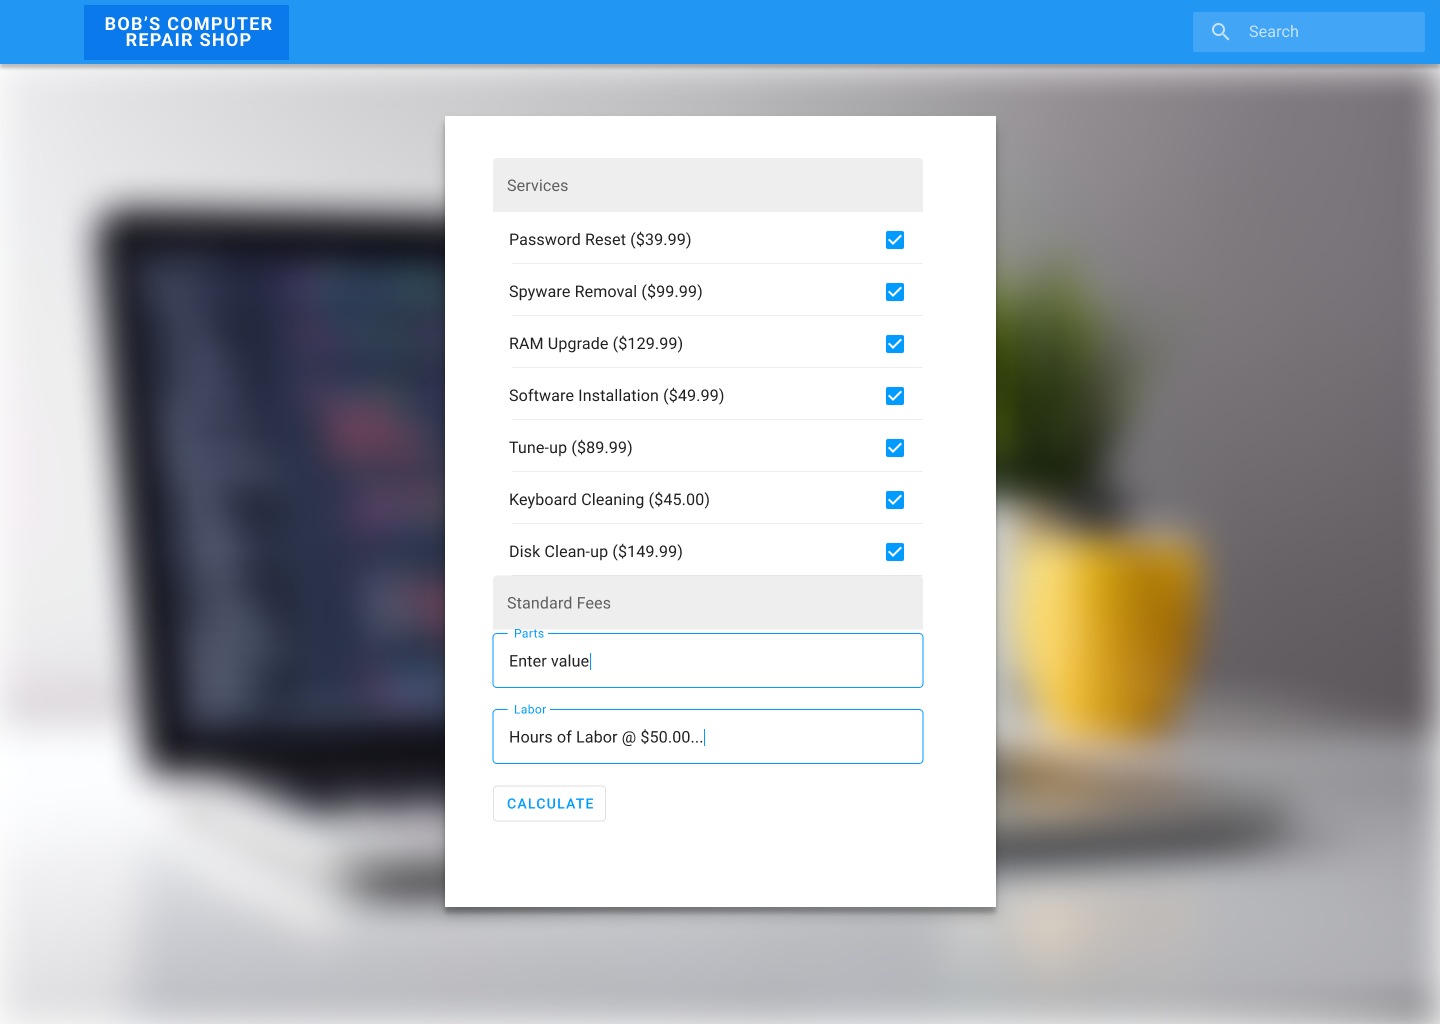 BOB’S COMPUTER
REPAIR SHOP
Search
Services
Password Reset ($39.99)
Spyware Removal ($99.99)
RAM Upgrade ($129.99)
Software Installation ($49.99)
Tune-up ($89.99)
Keyboard Cleaning ($45.00)
Disk Clean-up ($149.99)
Standard Fees
Parts
Enter value
Labor
Hours of Labor @ $50.00...
CALCULATE